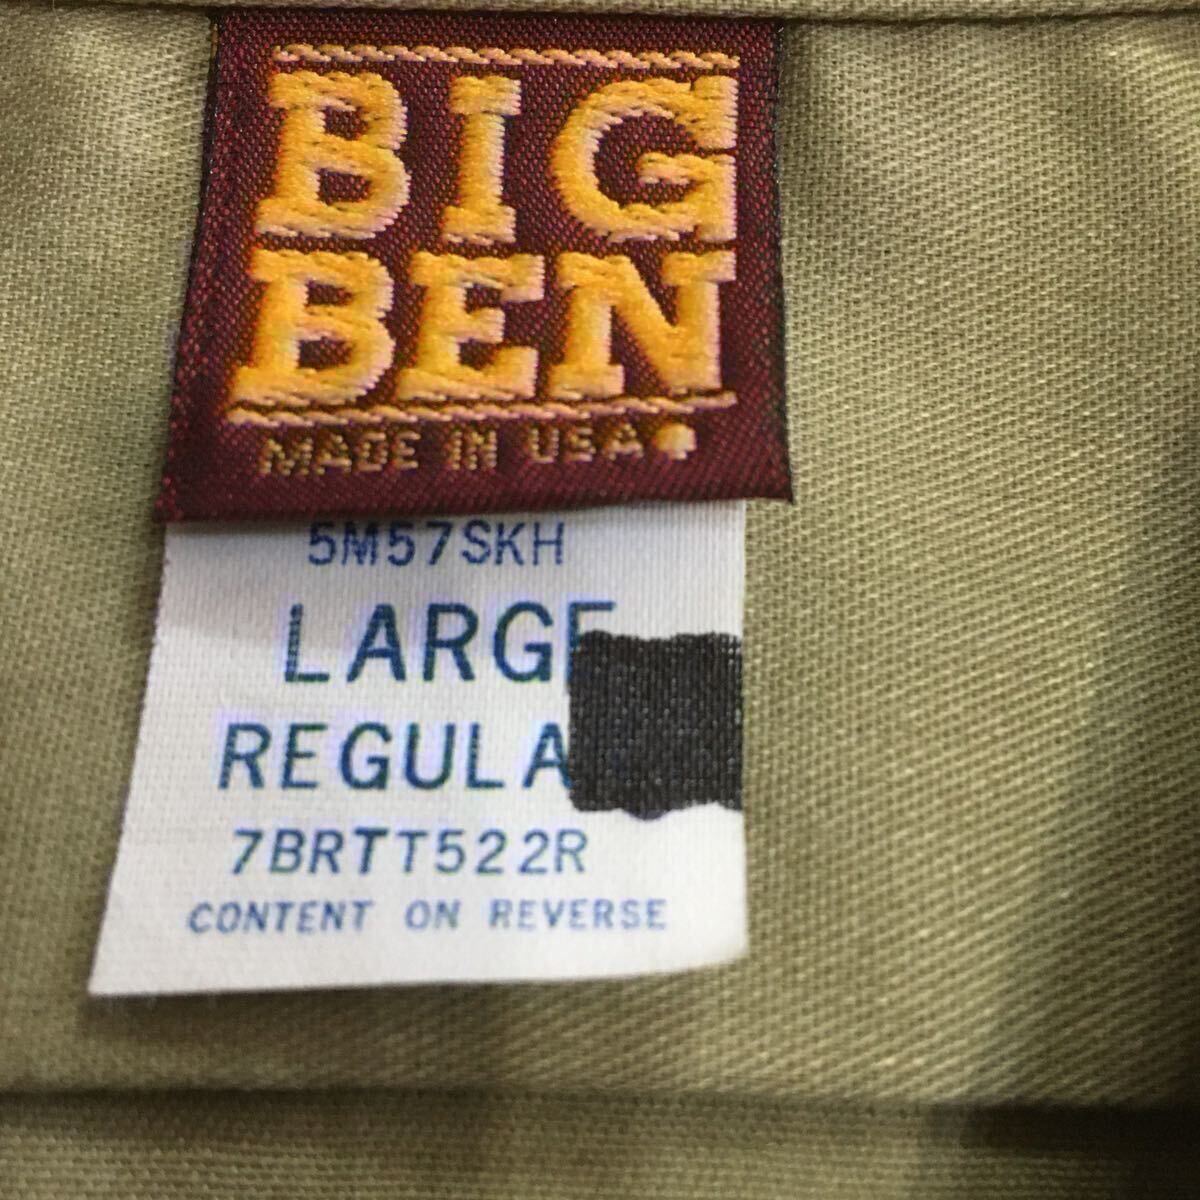 BIG
BEN
MADE IN USA
5M57SKH
LARGE
REGULA
7BRTT522R
CONTENT ON REVERSE